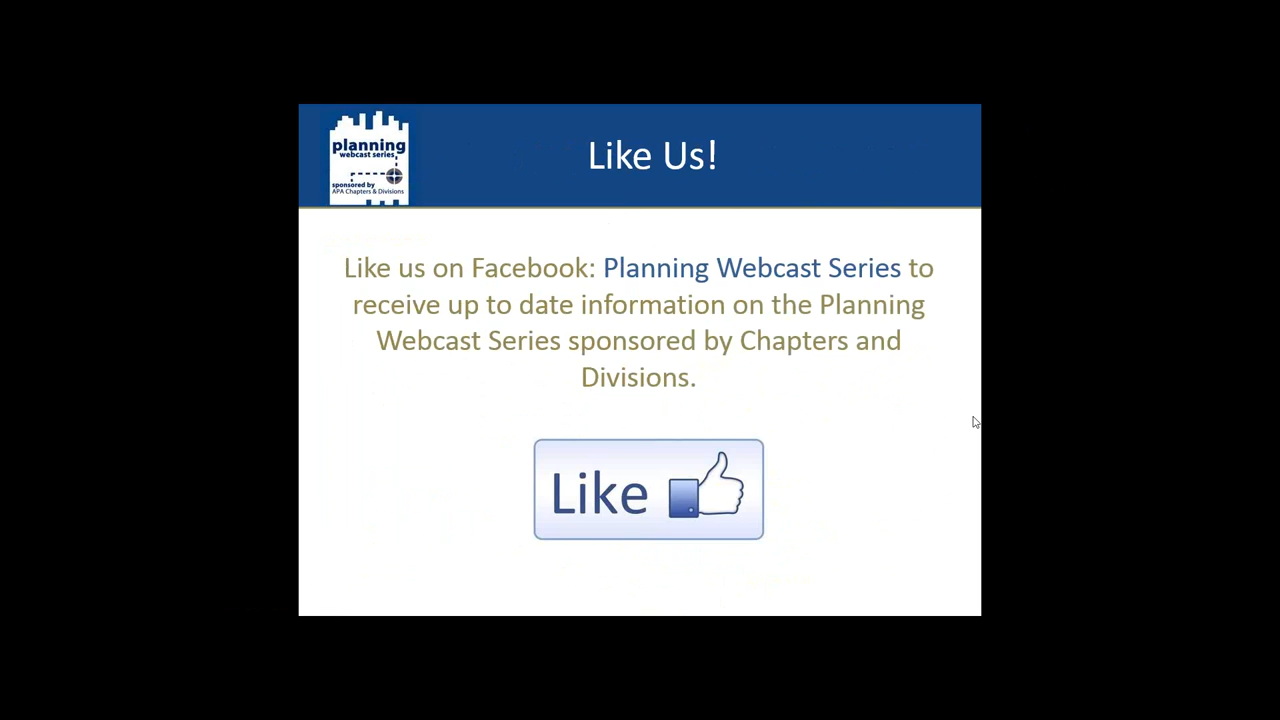 planning
webcast series
sponsored by
APA Chapters & Divisions
Like Us!
Like us on Facebook: Planning Webcast Series to
receive up to date information on the Planning
Webcast Series sponsored by Chapters and
Divisions.
Like